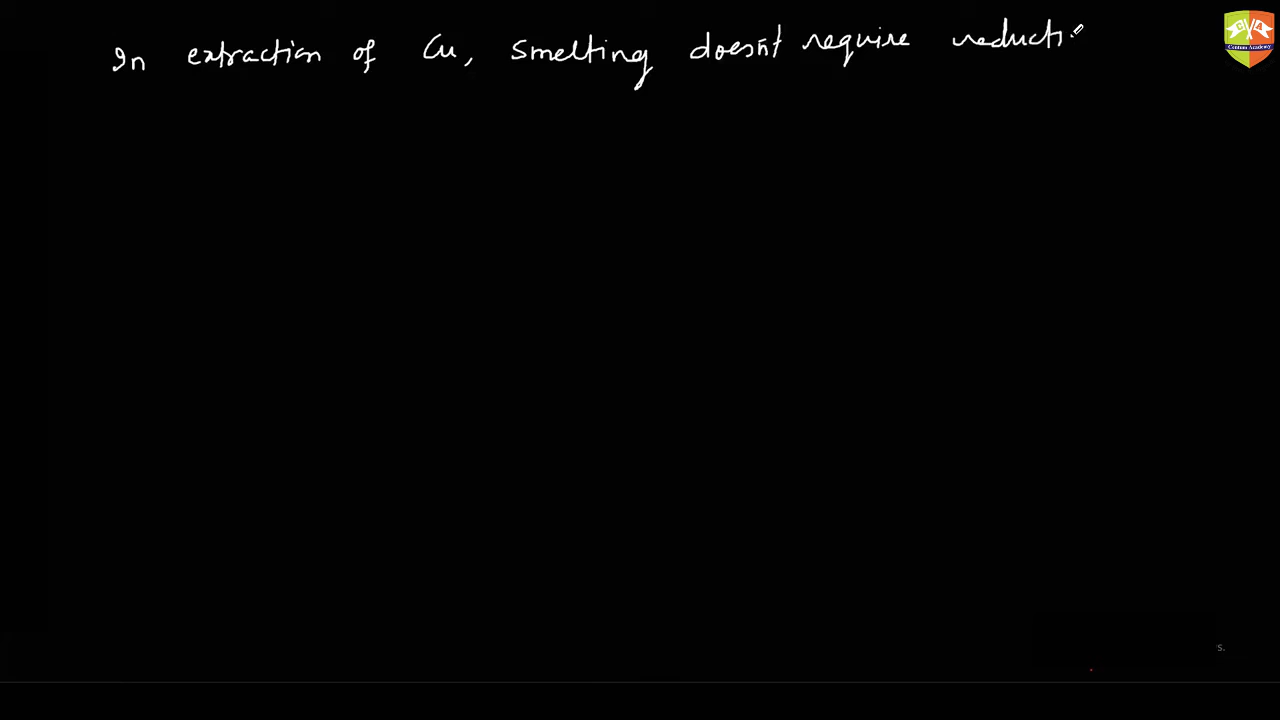 In extraction of Cu, Smelting doesn't require reducti
s.